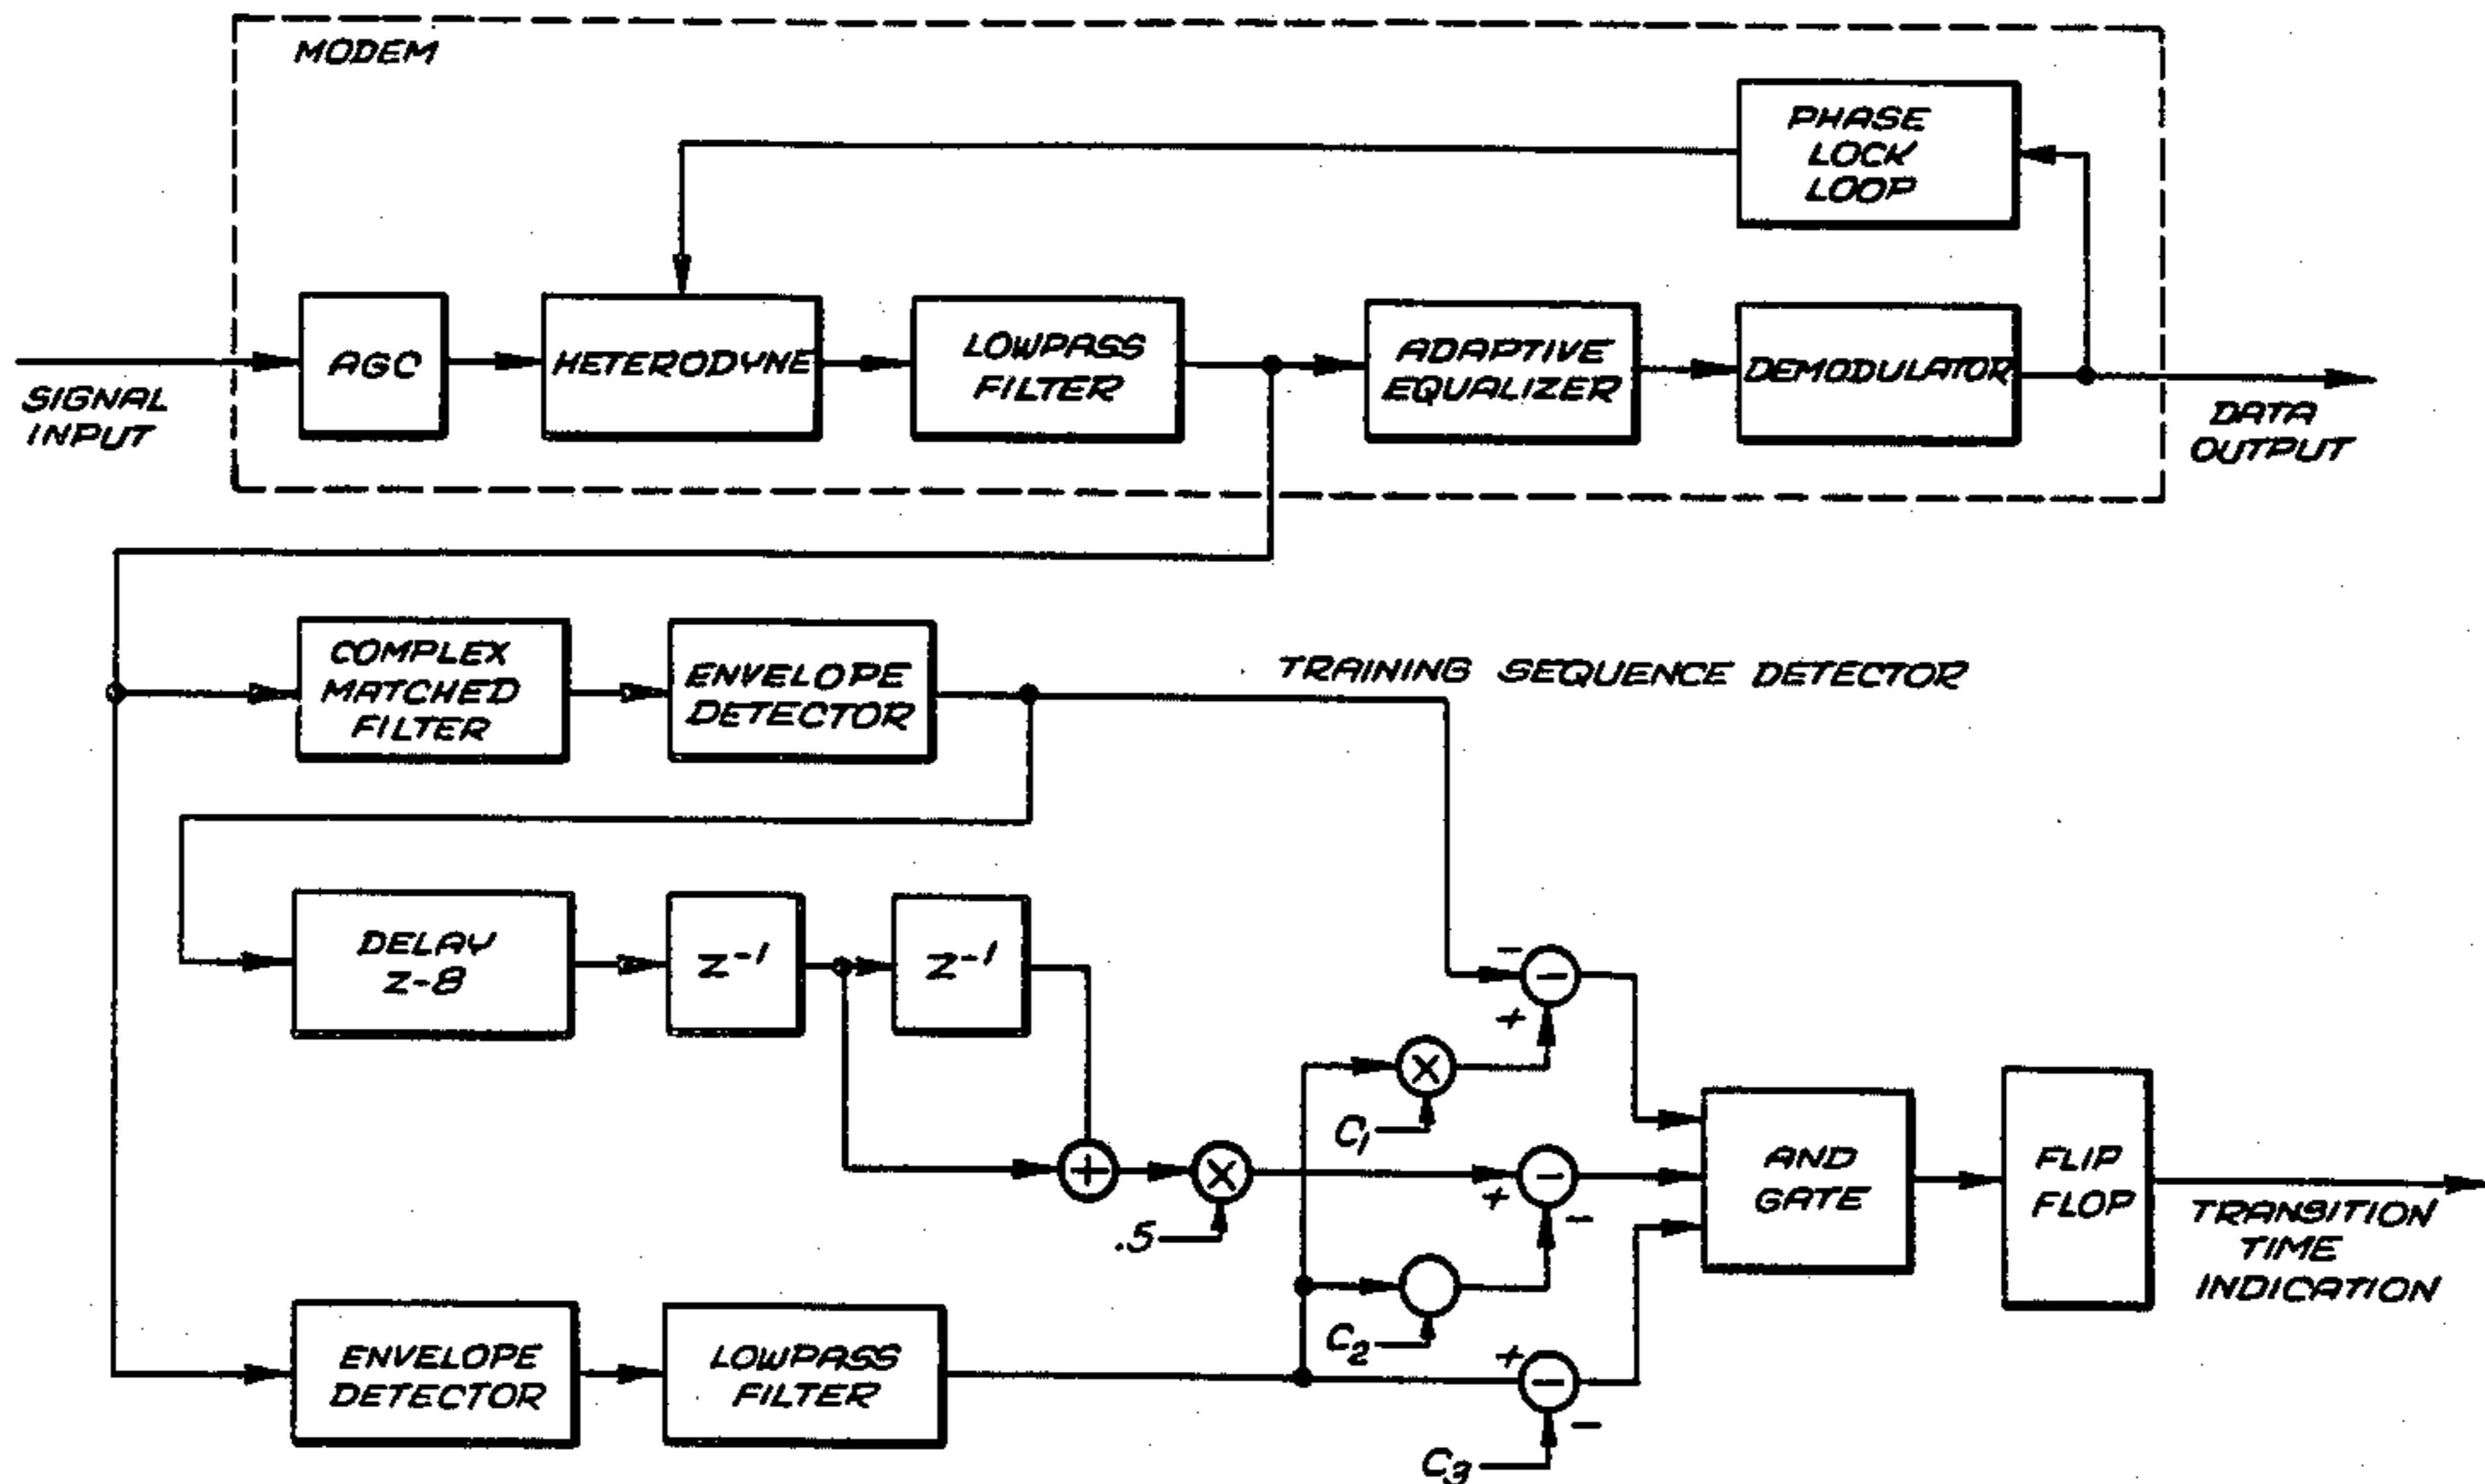 MODEM
PHASE
LOCK
LOOP
SIGNAL
INPUT
AGC
HETERODYNE
LOWPASS
FILTER
ADAPTIVE
EQUALIZER
DEMODULATOR
DATA
OUTPUT
COMPLEX
MATCHED
FILTER
ENVELOPE
DETECTOR
TRAINING SEQUENCE DETECTOR
DELAY
Z-8
Z⁻¹
Z⁻¹
+
×
.5
−
−
+
×
C₁
−
+
−
C₂
ENVELOPE
DETECTOR
LOWPASS
FILTER
+
−
−
C₃
AND
GATE
FLIP
FLOP
TRANSITION
TIME
INDICATION